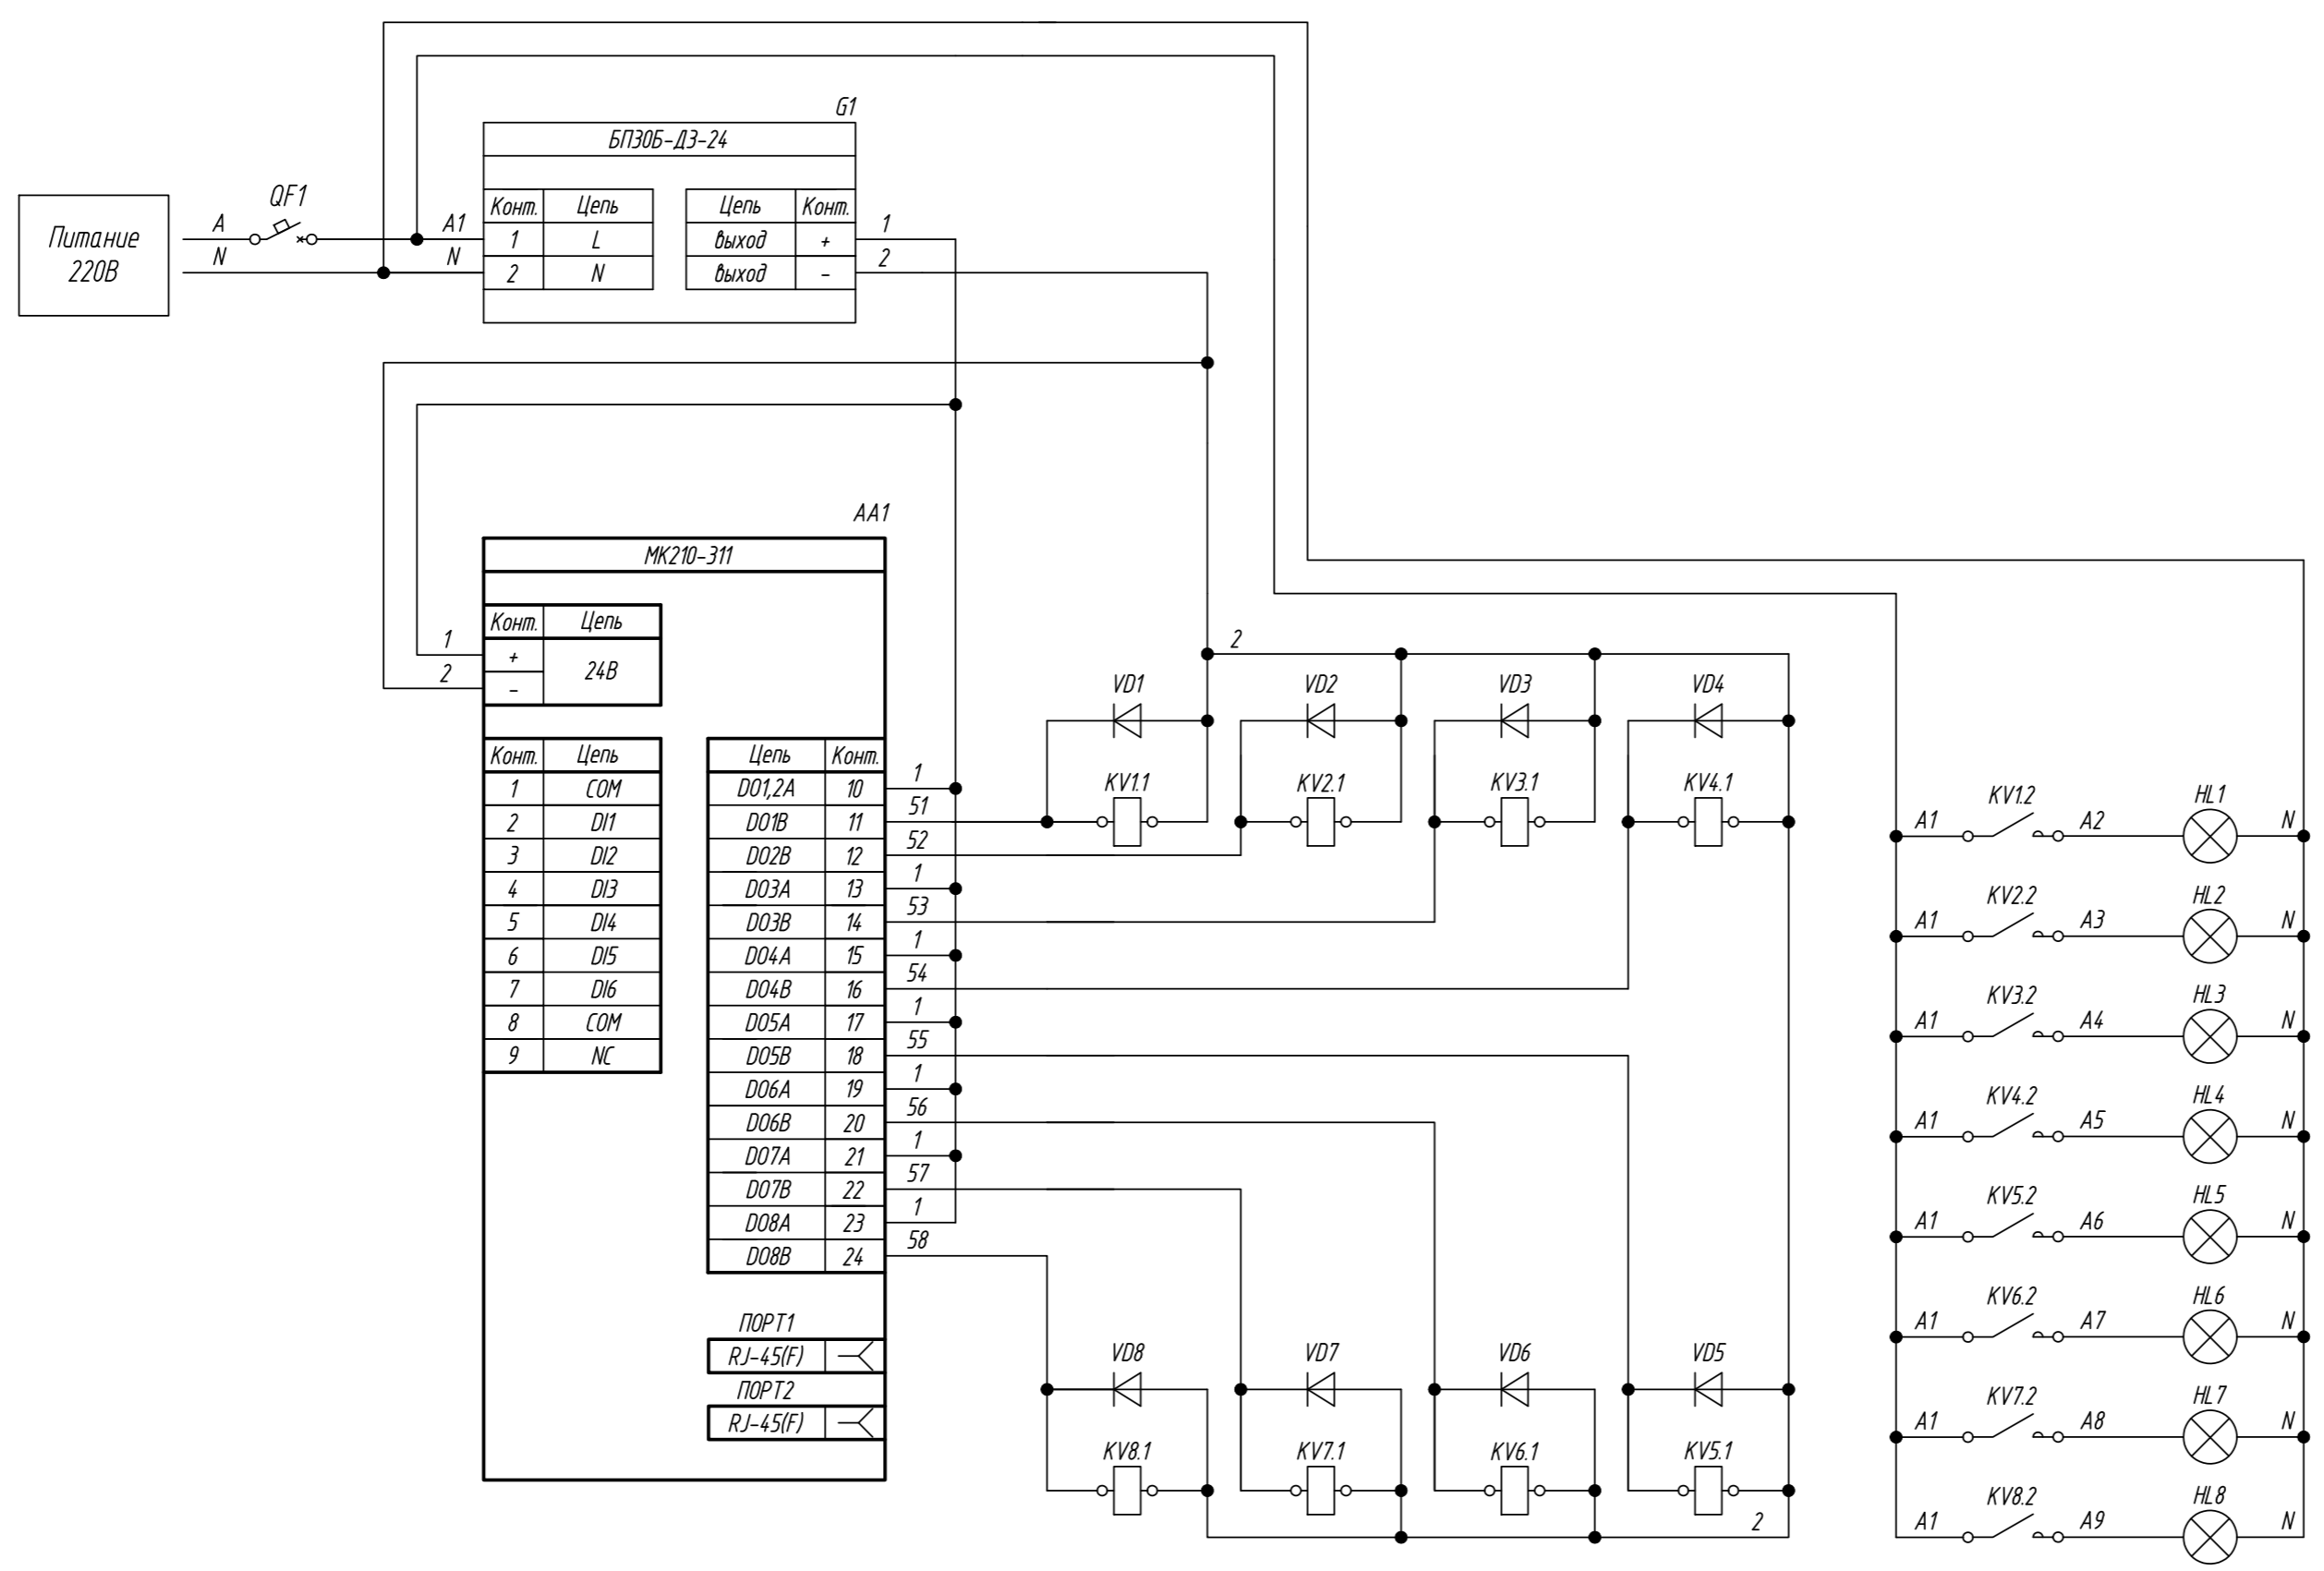 G1
БП30Б-Д3-24
Питание
220В
QF1
A
N
A1
N
Конт. Цепь
1 L
2 N
Цепь Конт.
выход +
выход -
1
2
AA1
МК210-311
Конт. Цепь
+ 24В
-
1
2
Конт. Цепь
1 COM
2 DI1
3 DI2
4 DI3
5 DI4
6 DI5
7 DI6
8 COM
9 NC
Цепь Конт.
DO1,2A 10 1
DO1B 11 51
DO2B 12 52
DO3A 13 1
DO3B 14 53
DO4A 15 1
DO4B 16 54
DO5A 17 1
DO5B 18 55
DO6A 19 1
DO6B 20 56
DO7A 21 1
DO7B 22 57
DO8A 23 1
DO8B 24 58
ПОРТ1
RJ-45(F)
ПОРТ2
RJ-45(F)
2
VD1 VD2 VD3 VD4
KV1.1 KV2.1 KV3.1 KV4.1
VD8 VD7 VD6 VD5
KV8.1 KV7.1 KV6.1 KV5.1
2
A1 KV1.2 A2 HL1 N
A1 KV2.2 A3 HL2 N
A1 KV3.2 A4 HL3 N
A1 KV4.2 A5 HL4 N
A1 KV5.2 A6 HL5 N
A1 KV6.2 A7 HL6 N
A1 KV7.2 A8 HL7 N
A1 KV8.2 A9 HL8 N